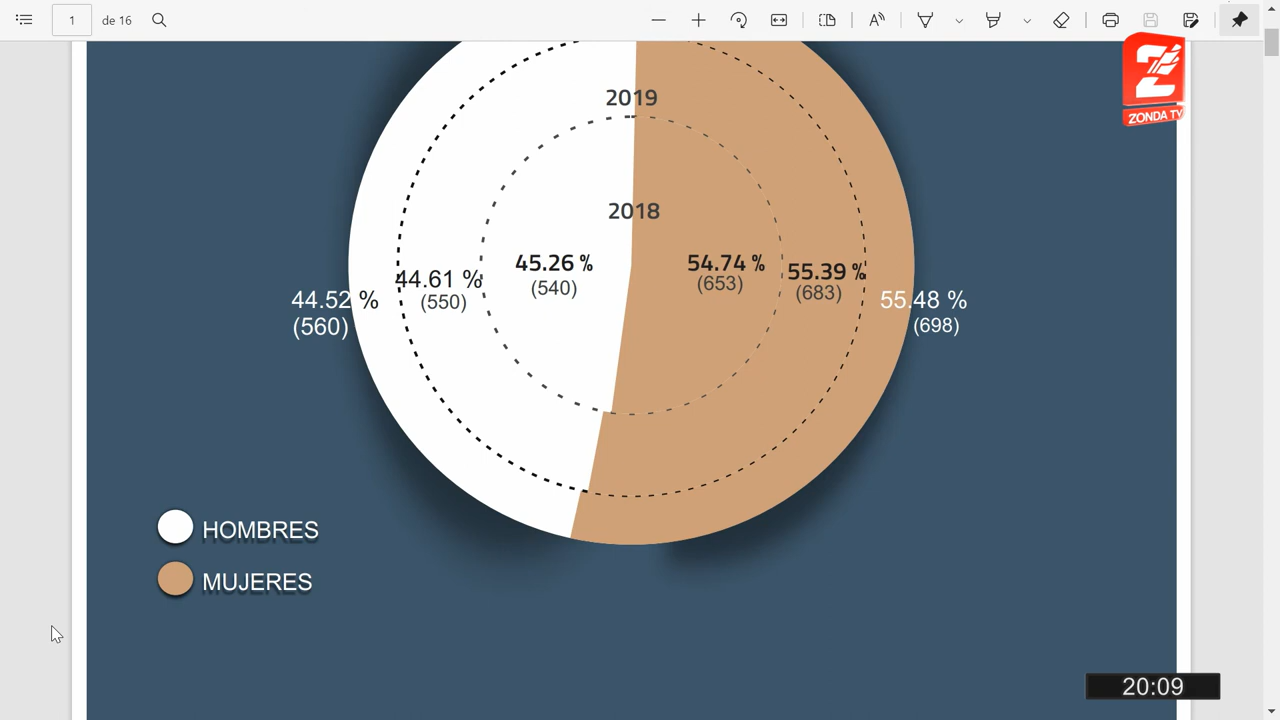 1 de 16
ZONDA TV
2019
2018
45.26 % 54.74 %
(540) (653)
44.61 % 55.39 %
(550) (683)
44.52 % 55.48 %
(560) (698)
HOMBRES
MUJERES
20:09